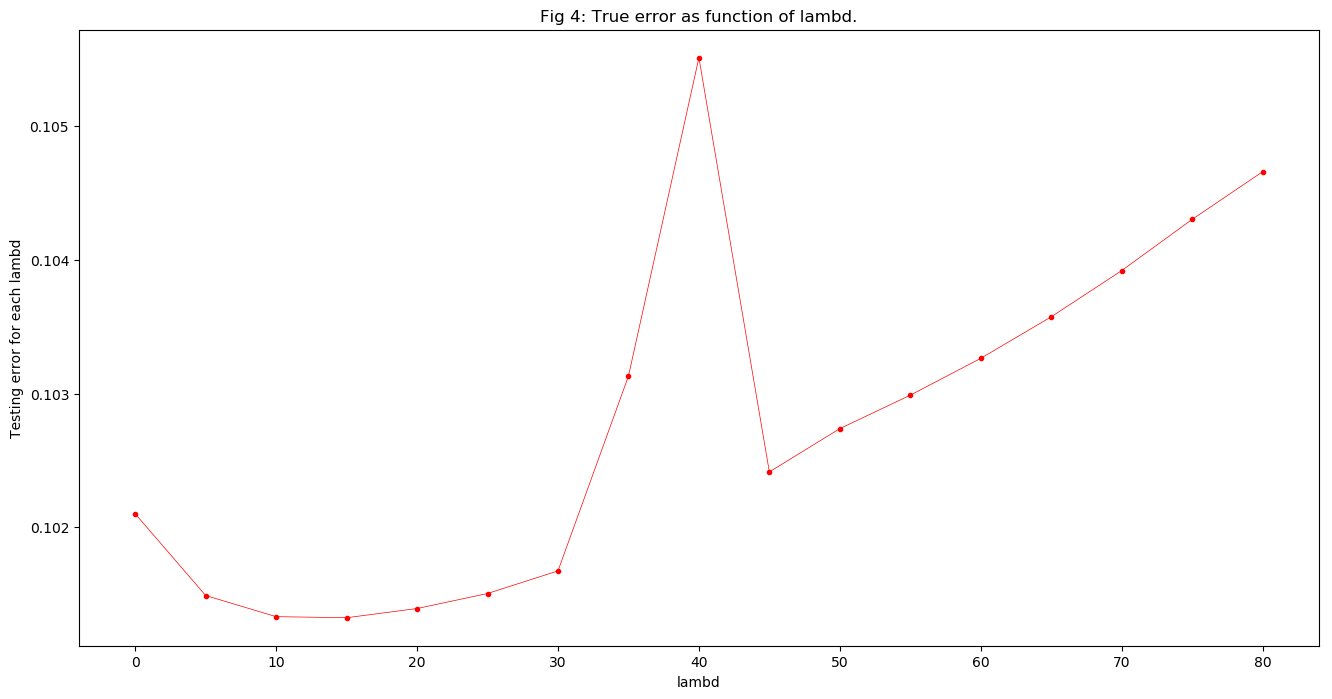 Fig 4: True error as function of lambd.
Testing error for each lambd
0.105
0.104
0.103
0.102
0 10 20 30 40 50 60 70 80
lambd